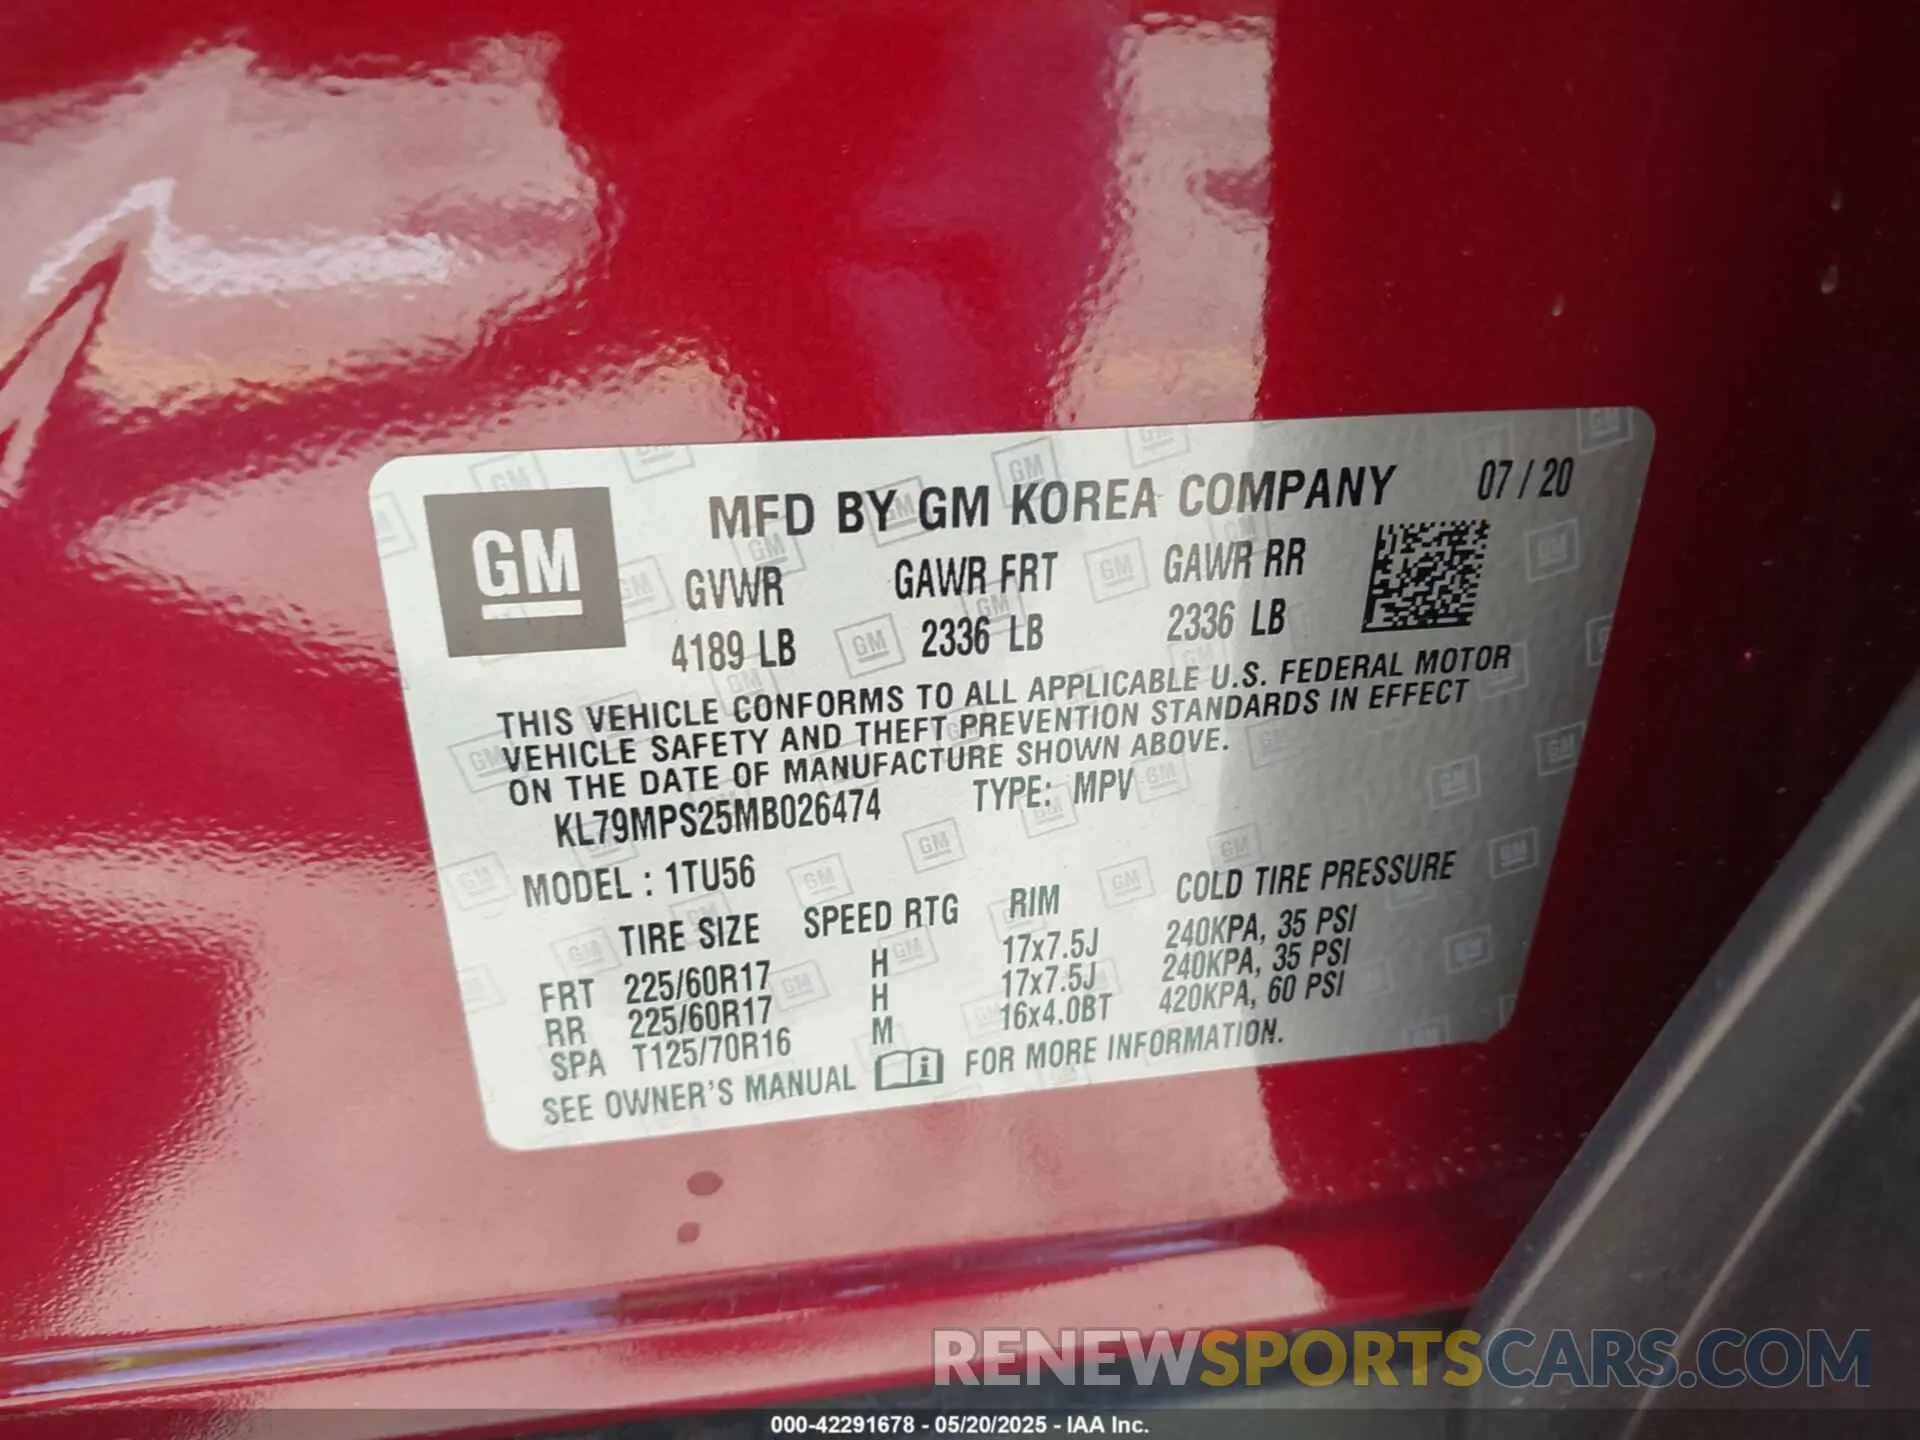 GM
MFD BY GM KOREA COMPANY 07 / 20
GVWR GAWR FRT GAWR RR
4189 LB 2336 LB 2336 LB
THIS VEHICLE CONFORMS TO ALL APPLICABLE U.S. FEDERAL MOTOR
VEHICLE SAFETY AND THEFT PREVENTION STANDARDS IN EFFECT
ON THE DATE OF MANUFACTURE SHOWN ABOVE.
KL79MPS25MB026474 TYPE: MPV
MODEL : 1TU56
TIRE SIZE SPEED RTG RIM COLD TIRE PRESSURE
FRT 225/60R17 H 17x7.5J 240KPA, 35 PSI
RR 225/60R17 H 17x7.5J 240KPA, 35 PSI
SPA T125/70R16 M 16x4.0BT 420KPA, 60 PSI
SEE OWNER'S MANUAL FOR MORE INFORMATION.
RENEWSPORTSCARS.COM
000-42291678 - 05/20/2025 - IAA Inc.